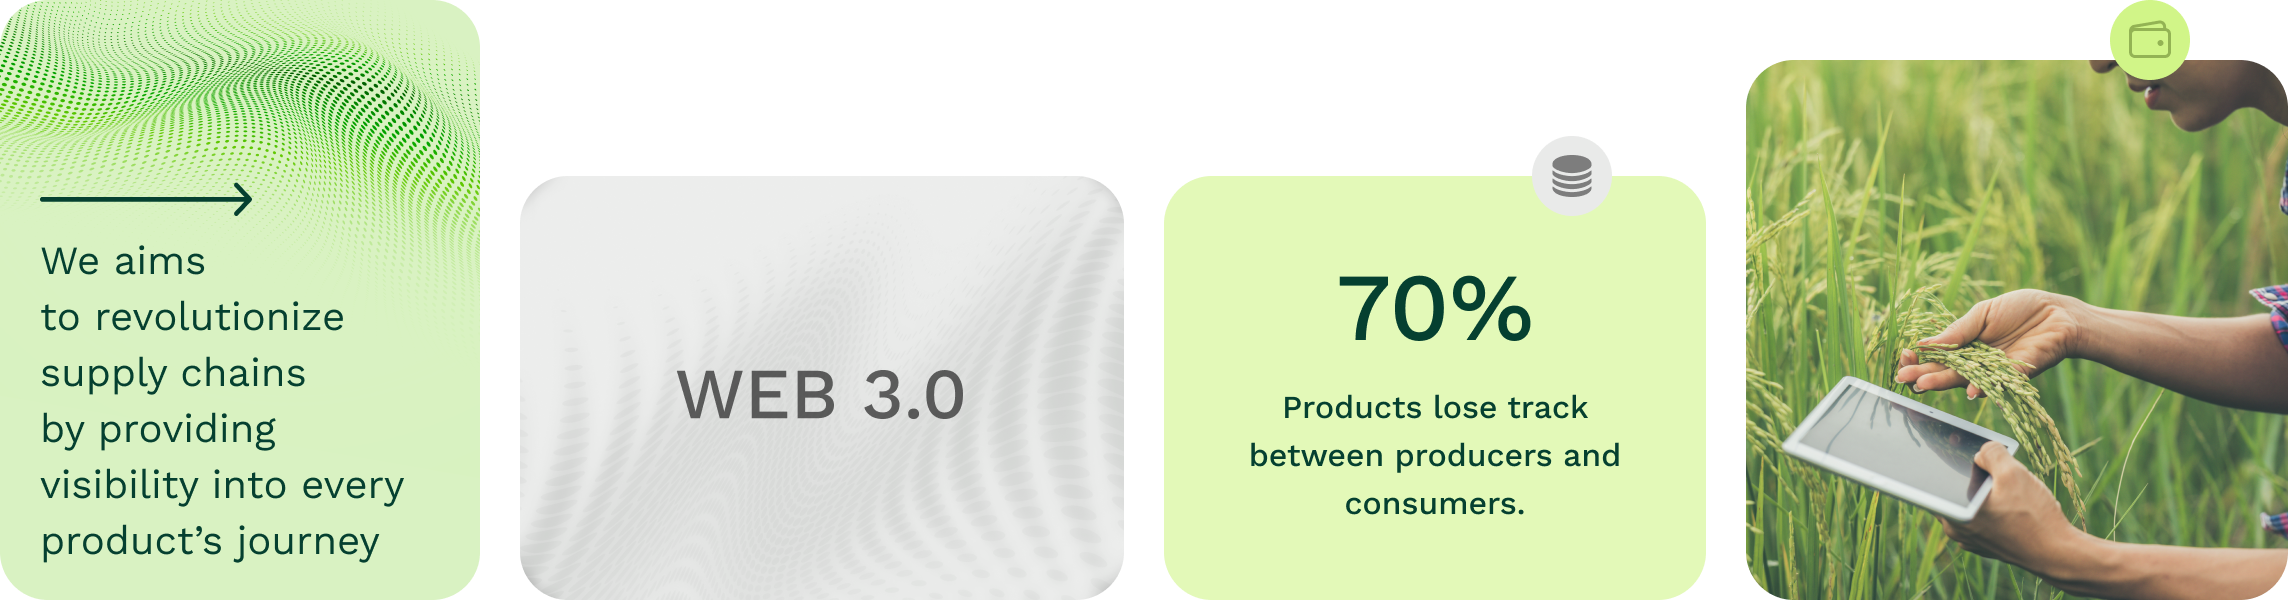 We aims
to revolutionize
supply chains
by providing
visibility into every
product’s journey
WEB 3.0
70%
Products lose track
between producers and
consumers.